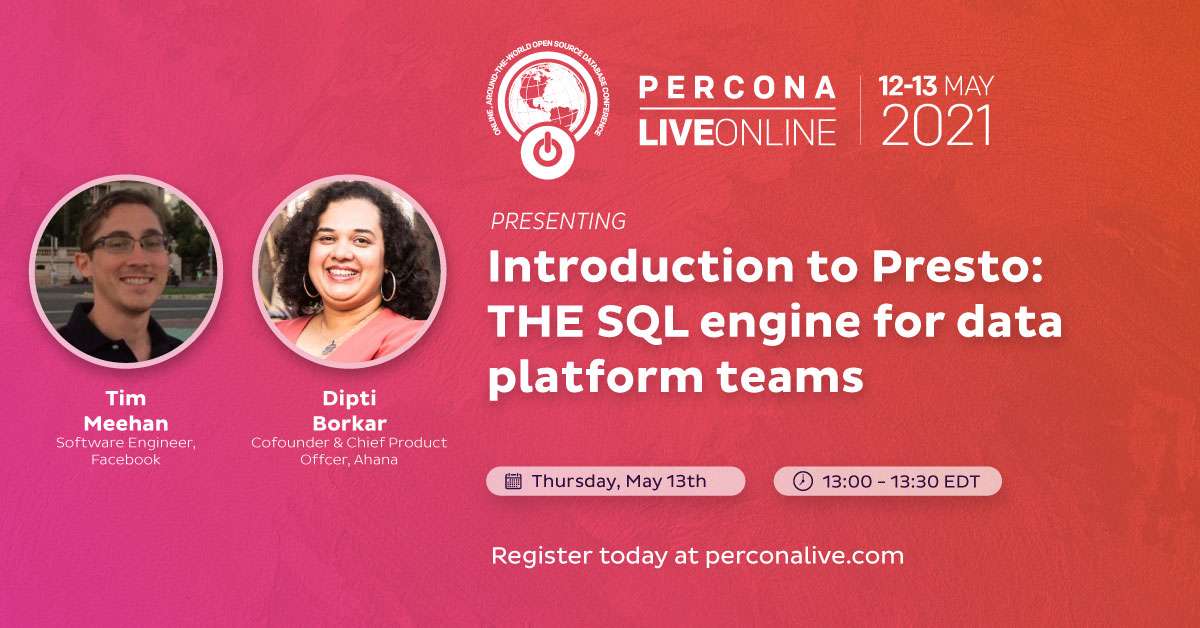 ONLINE, AROUND-THE-WORLD OPEN SOURCE DATABASE CONFERENCE
PERCONA
LIVEONLINE
12-13 MAY
2021
Tim
Meehan
Software Engineer,
Facebook
Dipti
Borkar
Cofounder & Chief Product
Offcer, Ahana
PRESENTING
Introduction to Presto:
THE SQL engine for data
platform teams
Thursday, May 13th
13:00 – 13:30 EDT
Register today at perconalive.com